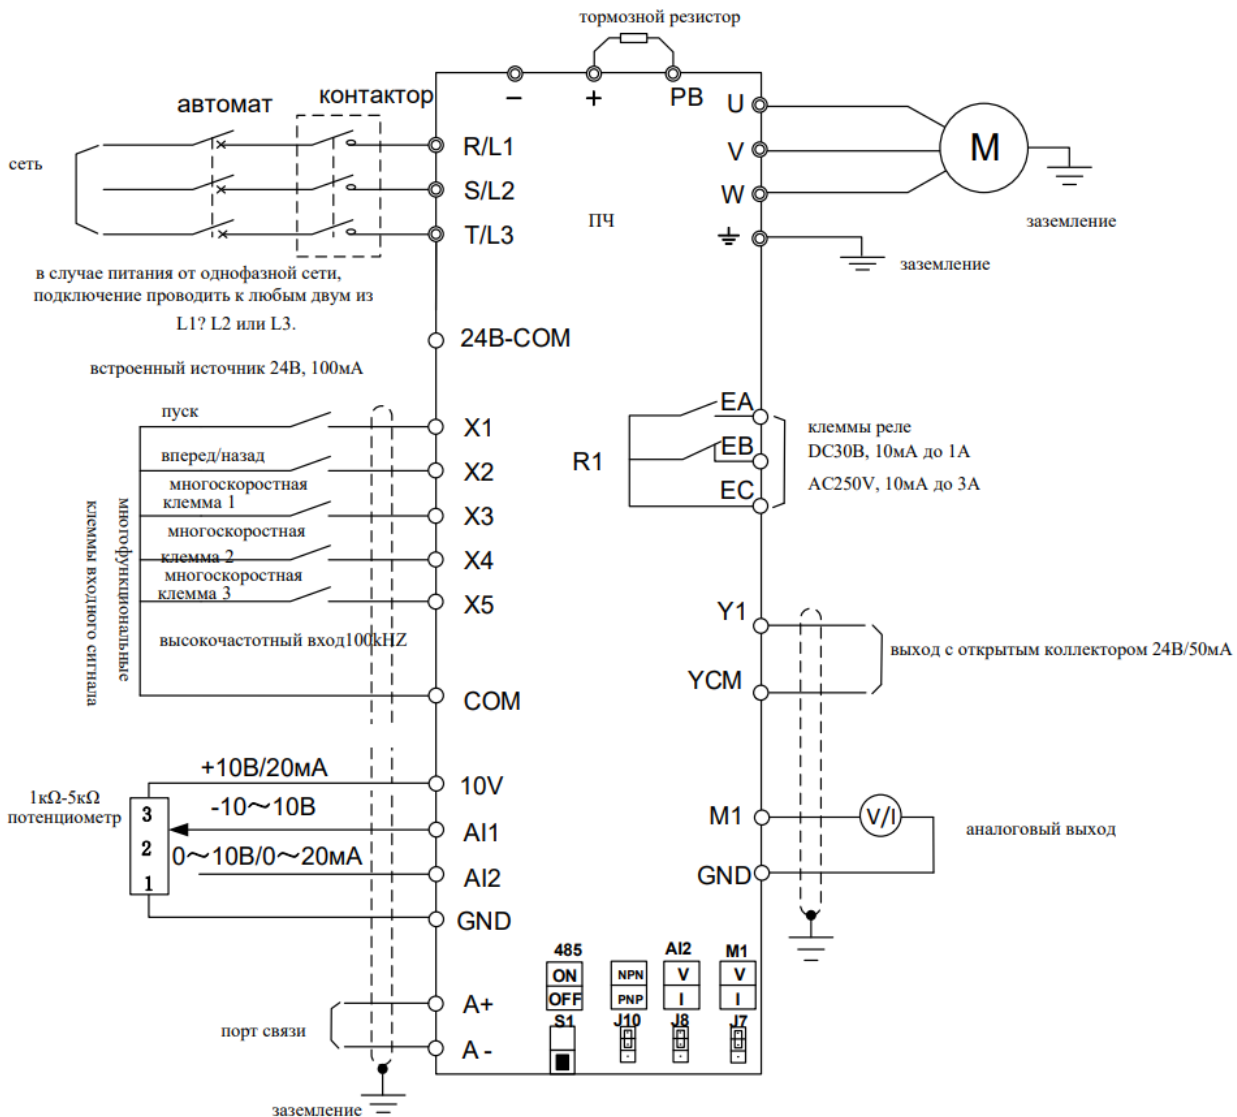 тормозной резистор
автомат
контактор
−
+
PB
U
V
W
M
R/L1
S/L2
T/L3
сеть
ПЧ
заземление
заземление
в случае питания от однофазной сети,
подключение проводить к любым двум из
L1? L2 или L3.
24В-COM
встроенный источник 24В, 100мА
пуск
X1
вперед/назад
X2
многоскоростная
клемма 1
X3
многоскоростная
клемма 2
X4
многоскоростная
клемма 3
X5
высокочастотный вход100kHZ
COM
многофункциональные
клеммы входного сигнала
R1
EA
EB
EC
клеммы реле
DC30В, 10мА до 1А
AC250V, 10мА до 3А
Y1
YCM
выход с открытым коллектором 24В/50мА
+10В/20мА
10V
1кΩ-5кΩ
потенциометр
3
2
1
-10～10В
AI1
0～10В/0～20мА
AI2
GND
M1
V/I
GND
аналоговый выход
485
ON
OFF
S1
NPN
PNP
J10
AI2
V
I
J8
M1
V
I
J7
A+
A -
порт связи
заземление